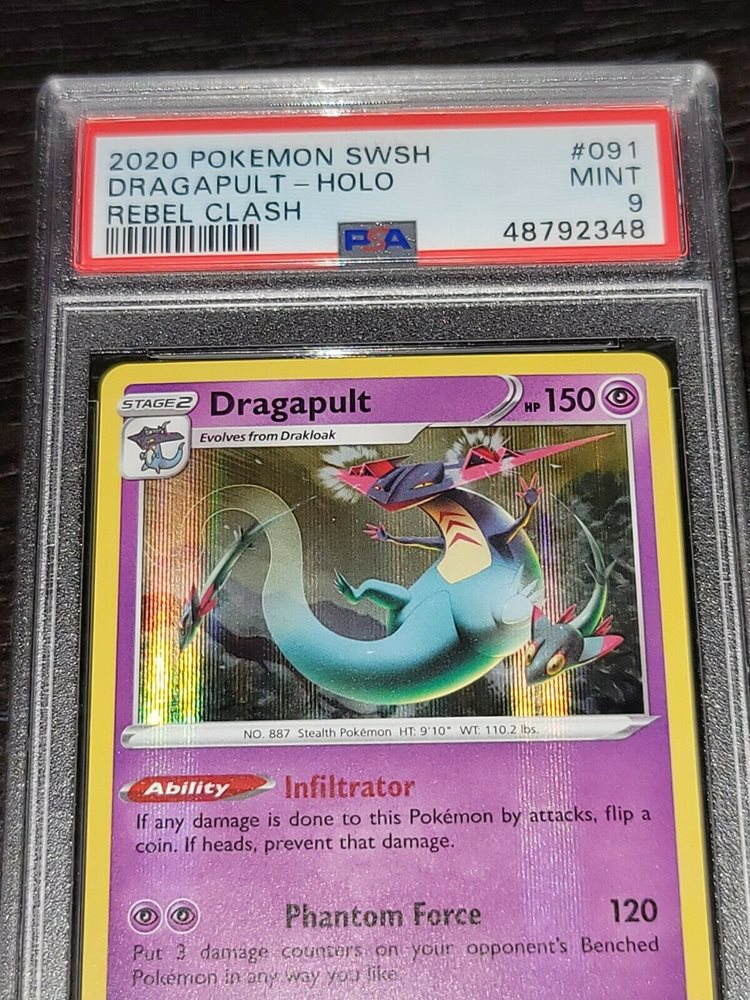 2020 POKEMON SWSH #091
DRAGAPULT - HOLO MINT
REBEL CLASH 9
PSA 48792348
STAGE 2 Dragapult HP 150
Evolves from Drakloak
NO. 887 Stealth Pokémon HT: 9'10" WT: 110.2 lbs.
Ability Infiltrator
If any damage is done to this Pokémon by attacks, flip a
coin. If heads, prevent that damage.
Phantom Force 120
Put 3 damage counters on your opponent's Benched
Pokémon in any way you like.